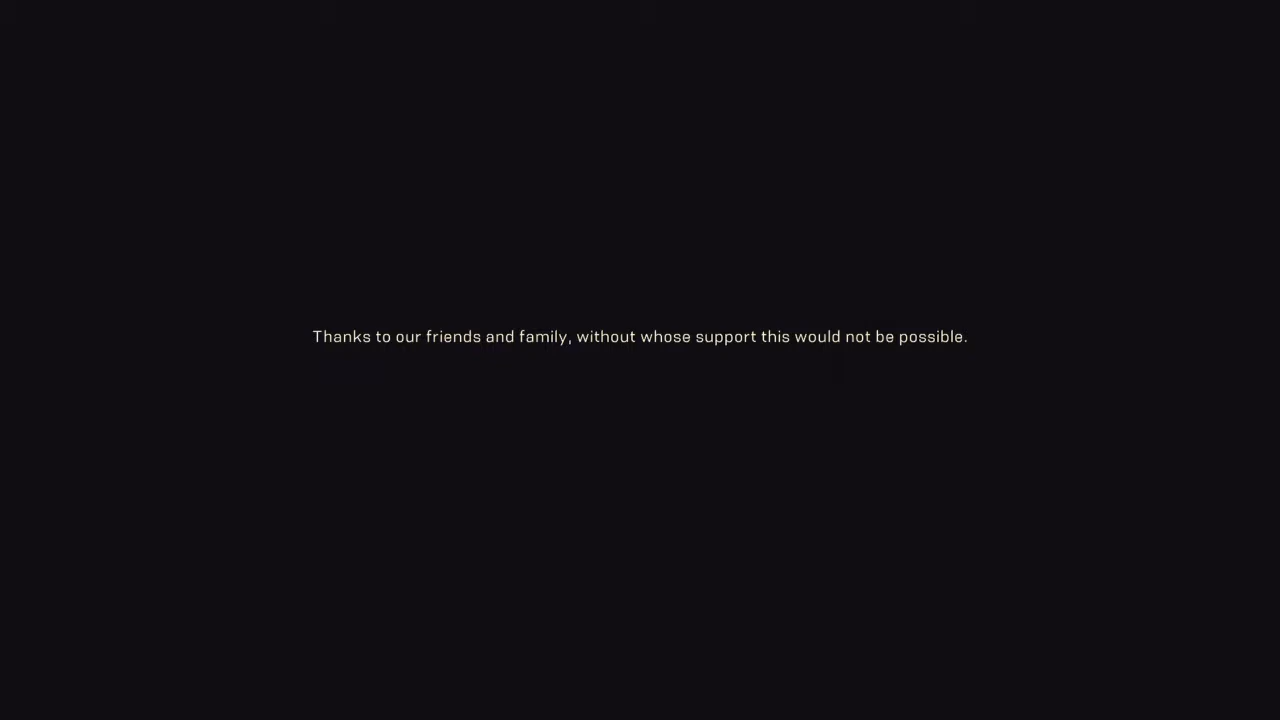 Thanks to our friends and family, without whose support this would not be possible.